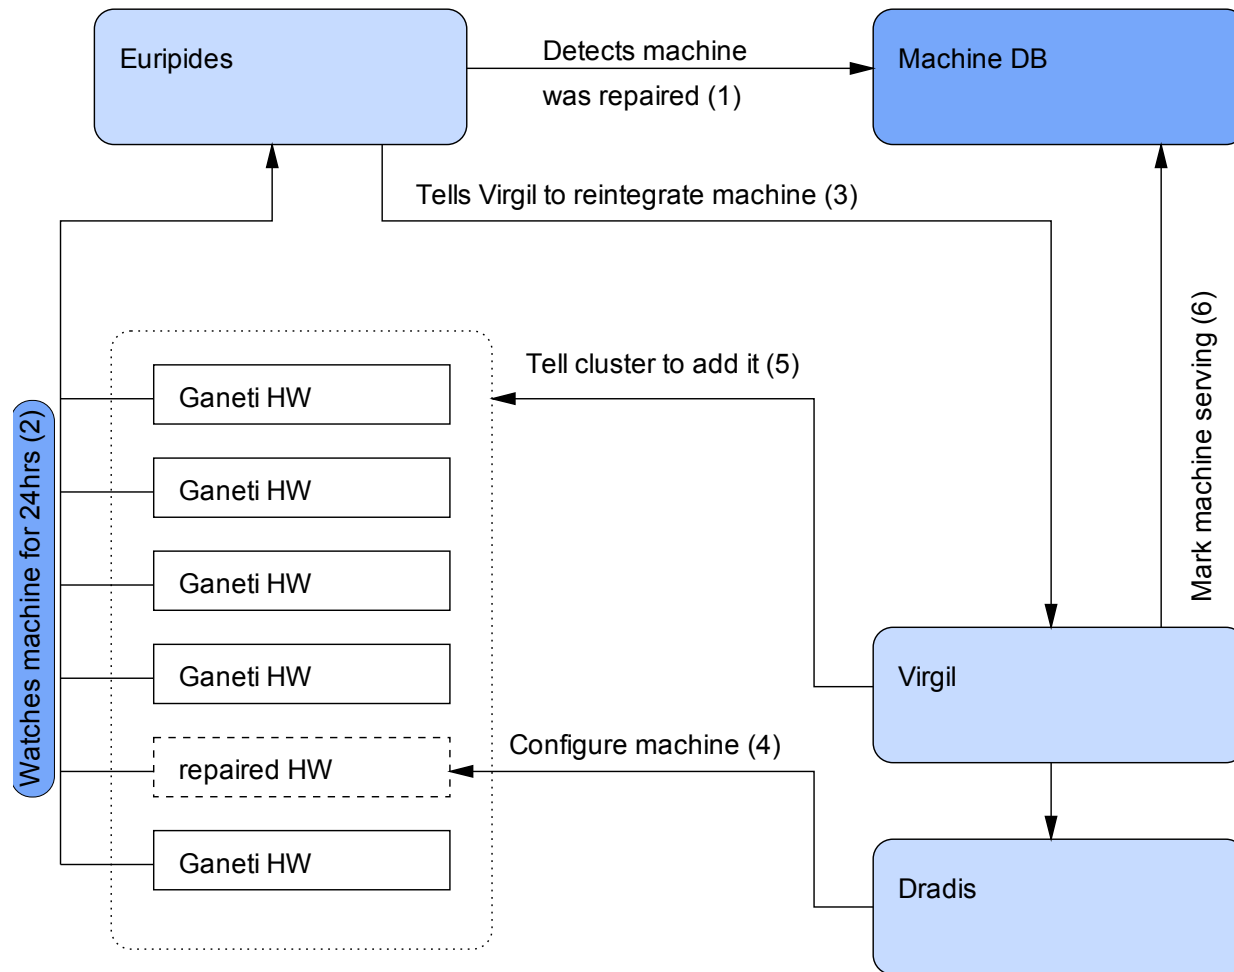 Euripides
Detects machine
was repaired (1)
Machine DB
Tells Virgil to reintegrate machine (3)
Mark machine serving (6)
Tell cluster to add it (5)
Watches machine for 24hrs (2)
Ganeti HW
Ganeti HW
Ganeti HW
Ganeti HW
repaired HW
Ganeti HW
Configure machine (4)
Virgil
Dradis